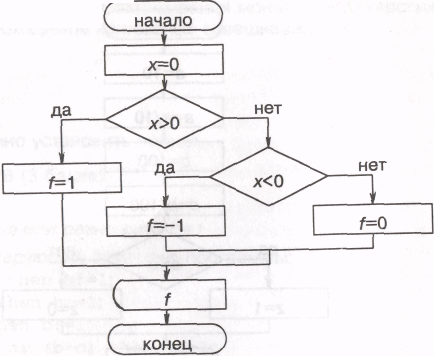 начало
x=0
да
x>0
нет
f=1
да
x<0
нет
f=-1
f=0
f
конец